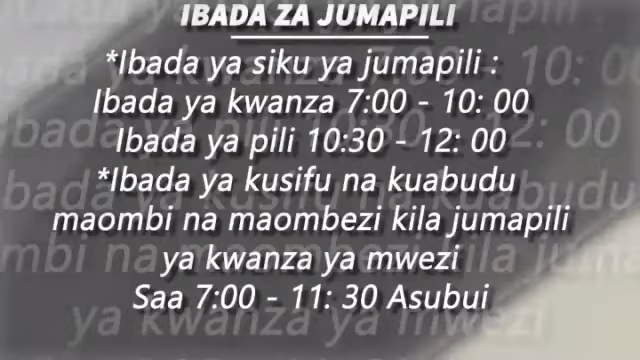 IBADA ZA JUMAPILI
*Ibada ya siku ya jumapili :
Ibada ya kwanza 7:00 - 10: 00
Ibada ya pili 10:30 - 12: 00
*Ibada ya kusifu na kuabudu
maombi na maombezi kila jumapili
ya kwanza ya mwezi
Saa 7:00 - 11: 30 Asubui